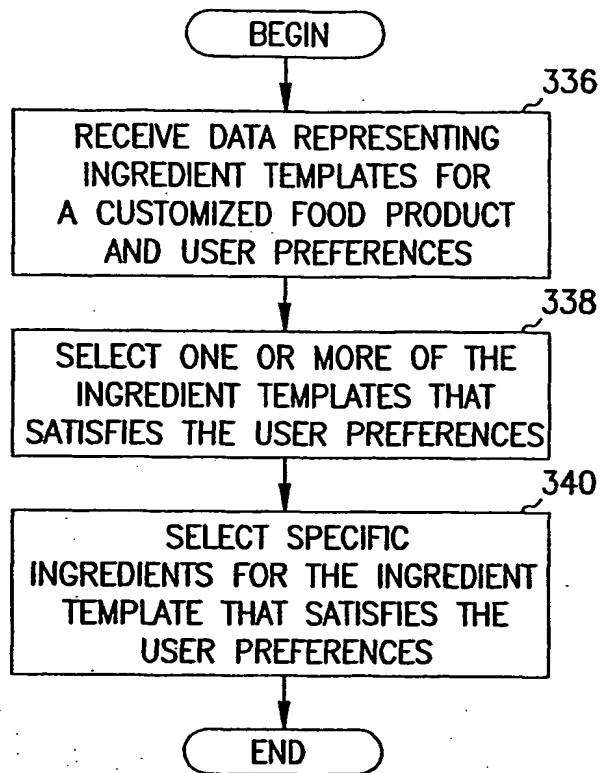 BEGIN
336
RECEIVE DATA REPRESENTING
INGREDIENT TEMPLATES FOR
A CUSTOMIZED FOOD PRODUCT
AND USER PREFERENCES
338
SELECT ONE OR MORE OF THE
INGREDIENT TEMPLATES THAT
SATISFIES THE USER PREFERENCES
340
SELECT SPECIFIC
INGREDIENTS FOR THE INGREDIENT
TEMPLATE THAT SATISFIES THE
USER PREFERENCES
END